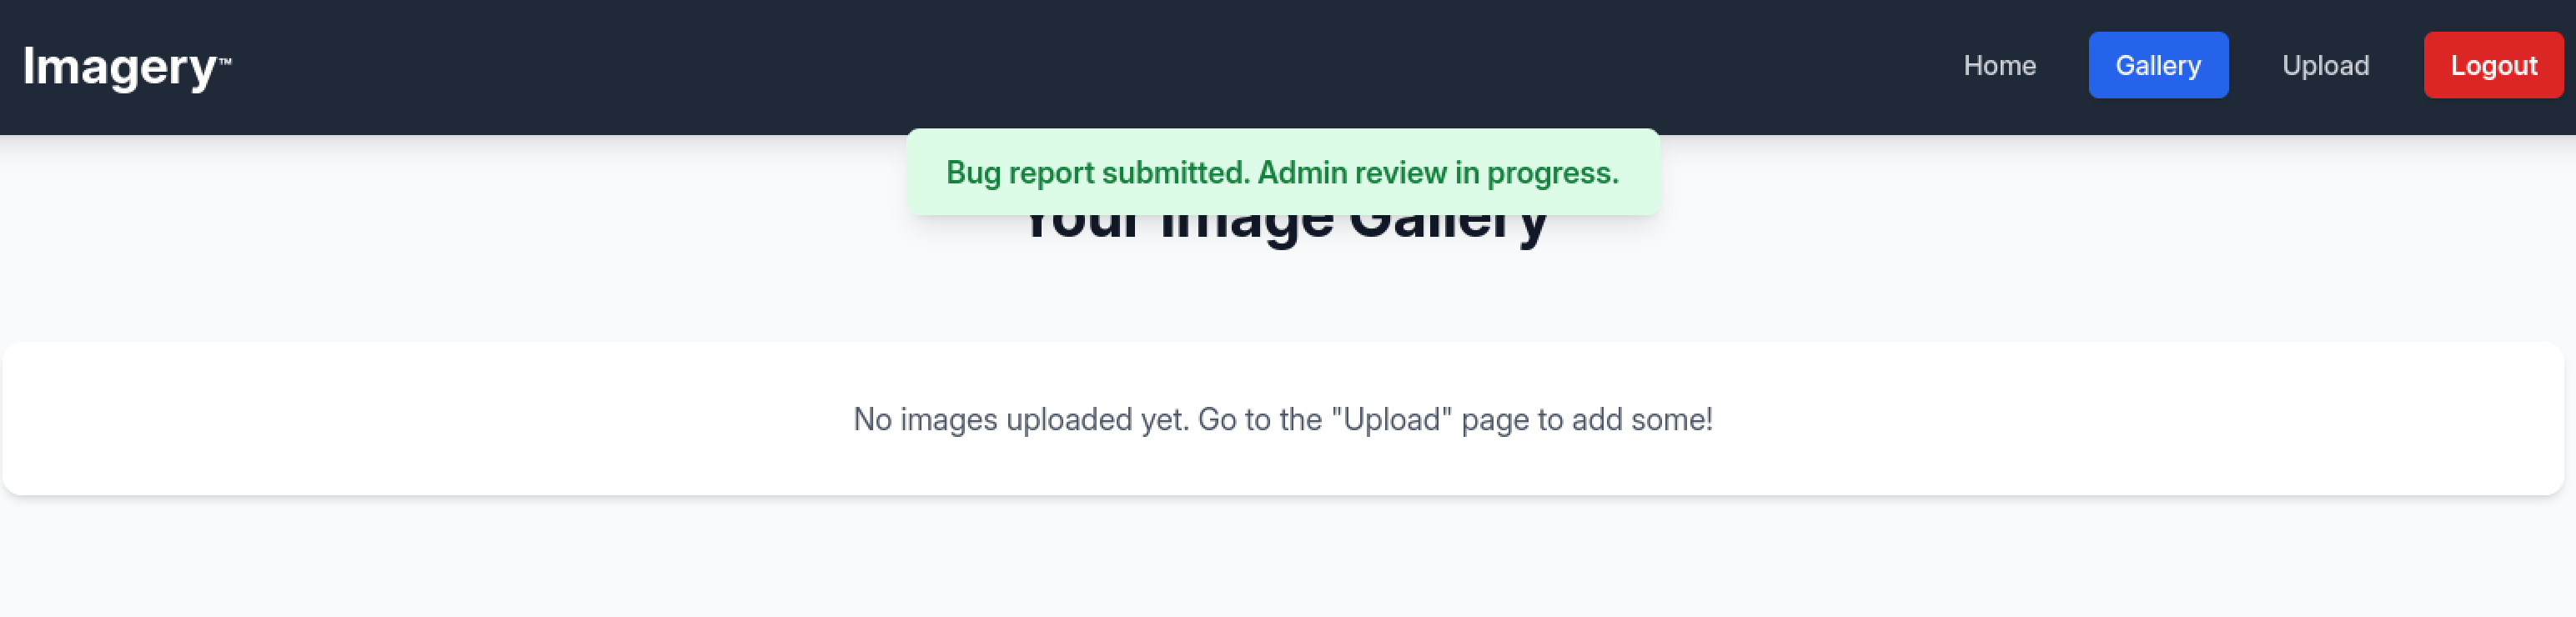 Imagery™
Home Gallery Upload Logout
Bug report submitted. Admin review in progress.
Your Image Gallery
No images uploaded yet. Go to the "Upload" page to add some!